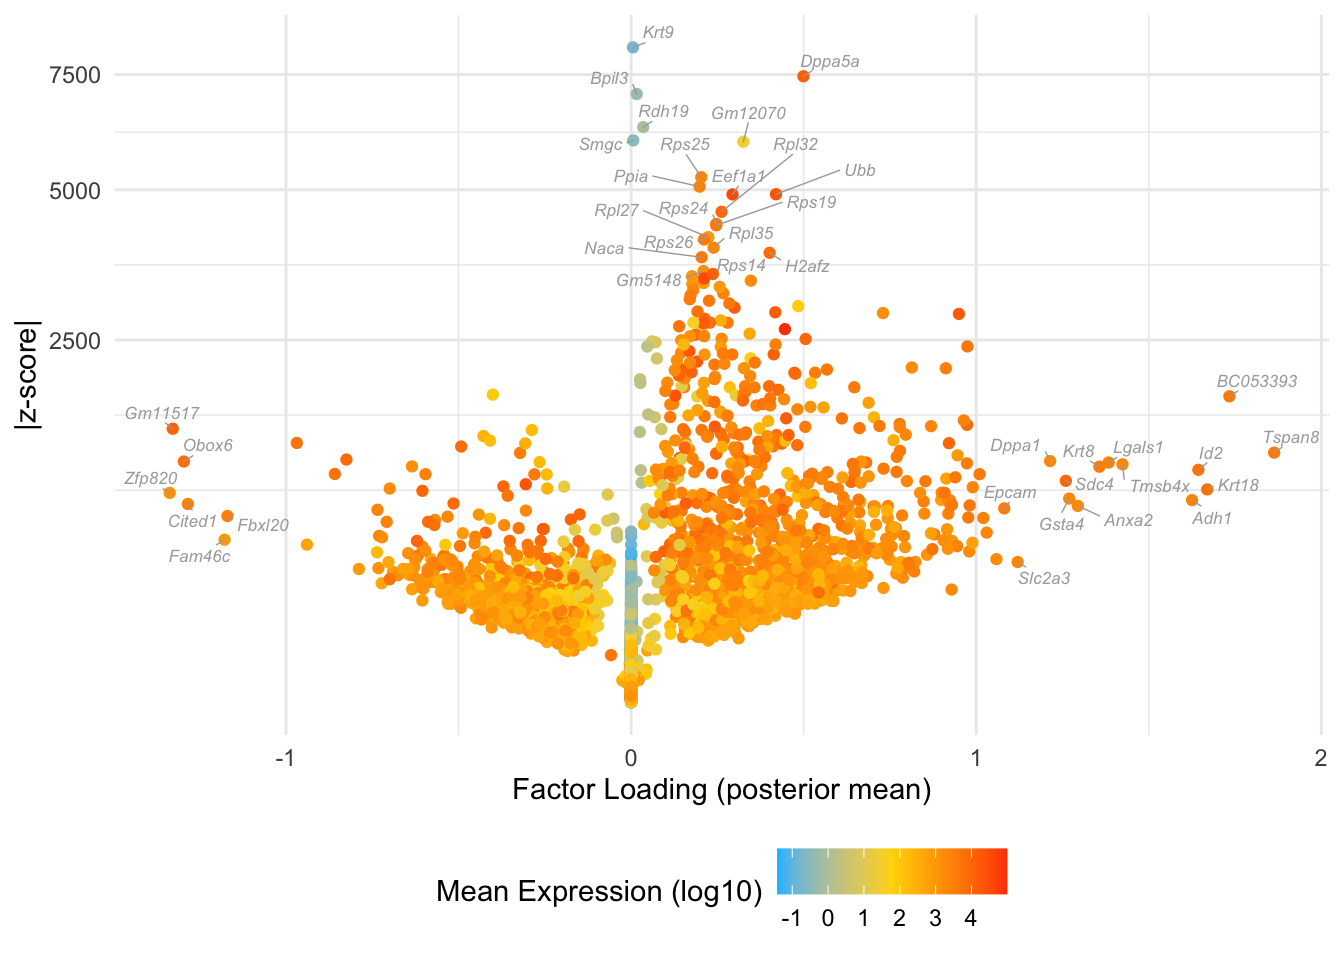 Krt9
Dppa5a
7500
Bpil3
Rdh19
Gm12070
Smgc
Rps25
Rpl32
Ppia
Eef1a1
Ubb
5000
Rpl27
Rps24
Rps19
Naca
Rps26
Rpl35
Gm5148
Rps14
H2afz
2500
|z-score|
BC053393
Gm11517
Obox6
Dppa1
Krt8
Lgals1
Tspan8
Id2
Zfp820
Epcam
Sdc4
Tmsb4x
Krt18
Cited1
Fbxl20
Gsta4
Anxa2
Adh1
Fam46c
Slc2a3
-1
0
1
2
Factor Loading (posterior mean)
Mean Expression (log10)
-1 0 1 2 3 4